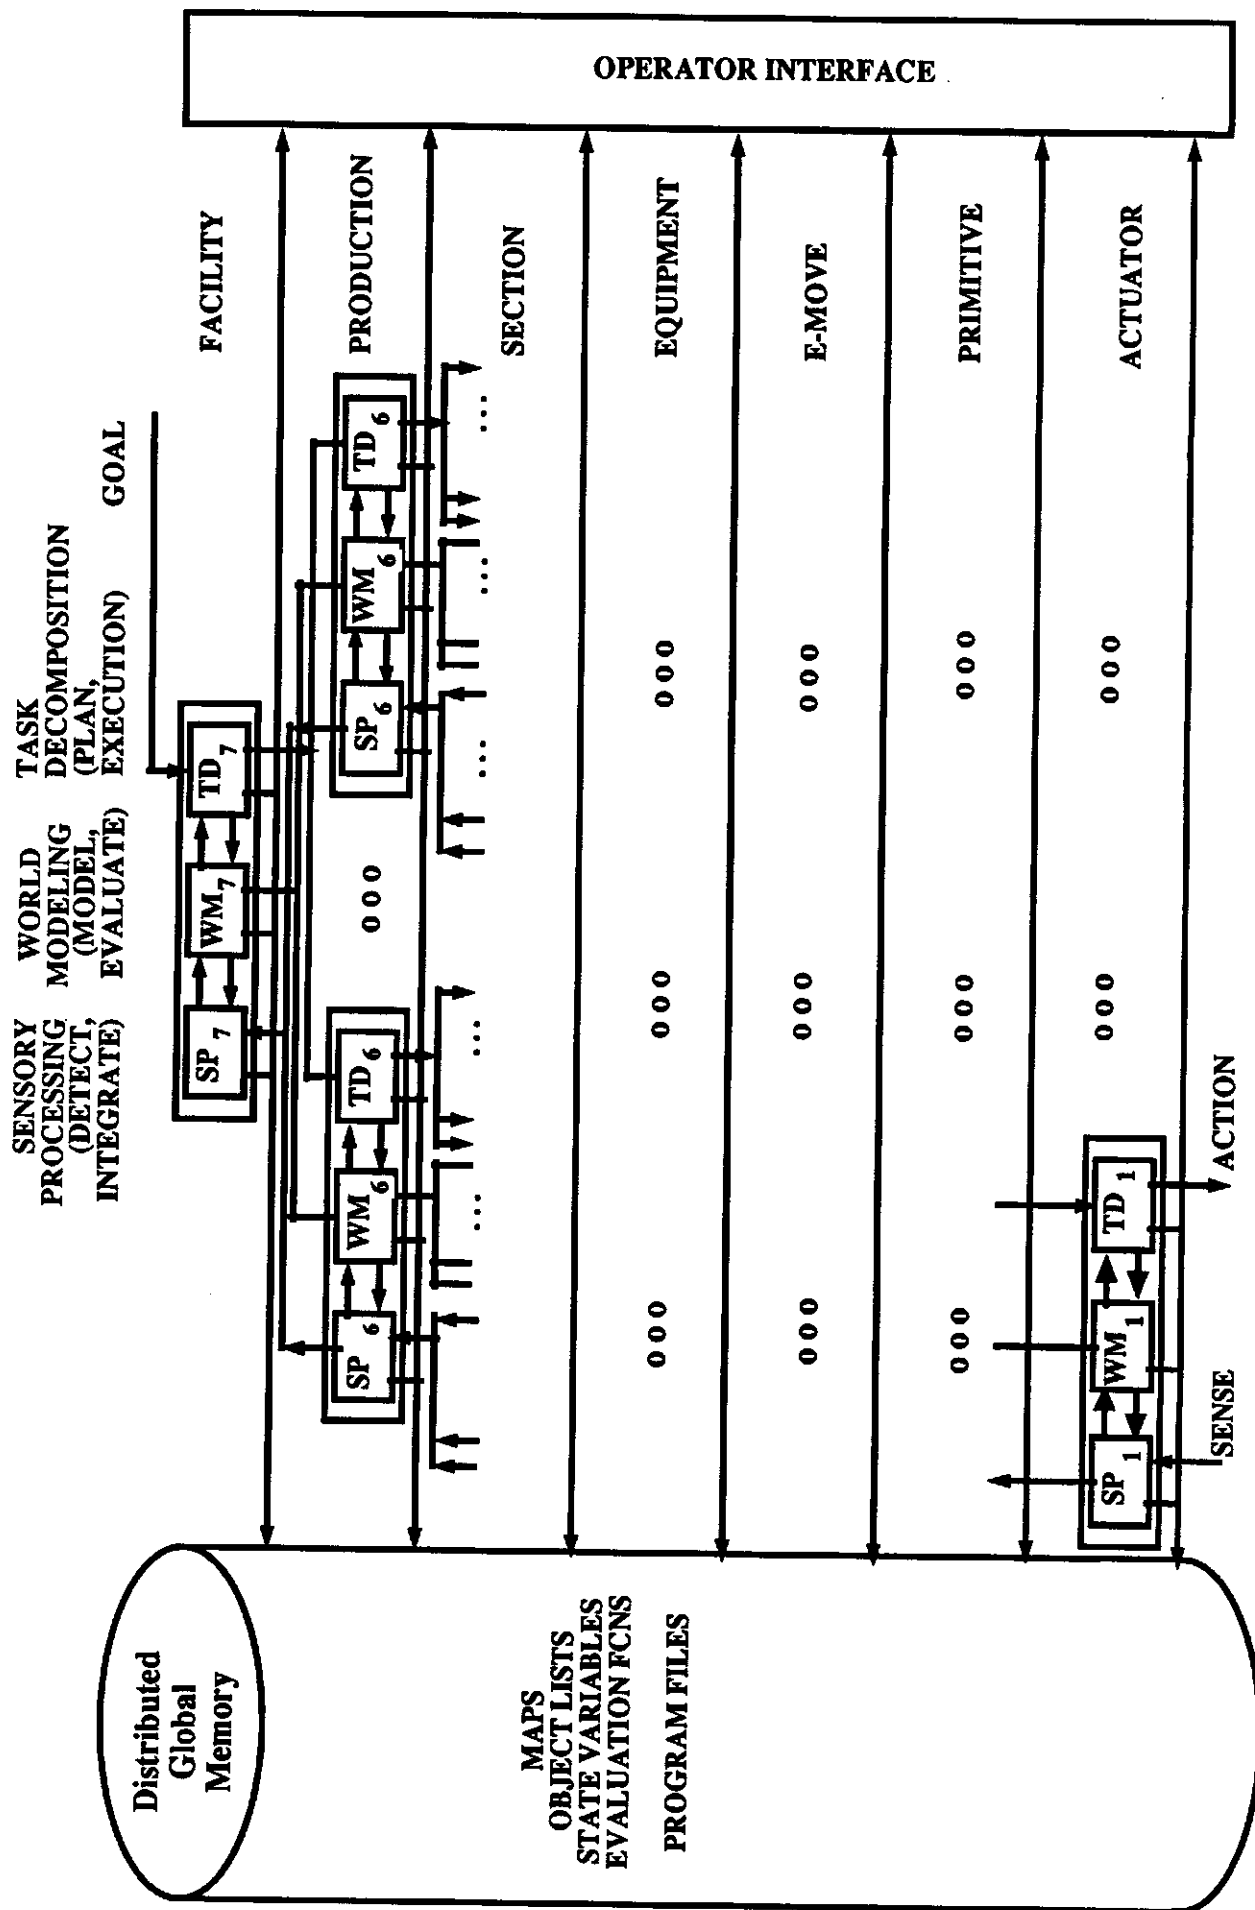 SENSORY
PROCESSING
(DETECT,
INTEGRATE)
WORLD
MODELING
(MODEL,
EVALUATE)
TASK
DECOMPOSITION
(PLAN,
EXECUTION)
GOAL
Distributed
Global
Memory
MAPS
OBJECT LISTS
STATE VARIABLES
EVALUATION FCNS
PROGRAM FILES
SP7
WM7
TD7
FACILITY
SP6
WM6
TD6
o o o
SP6
WM6
TD6
PRODUCTION
...
...
...
...
...
SECTION
o o o
o o o
o o o
EQUIPMENT
o o o
o o o
o o o
E-MOVE
o o o
o o o
o o o
PRIMITIVE
SP1
WM1
TD1
o o o
o o o
ACTUATOR
SENSE
ACTION
OPERATOR INTERFACE